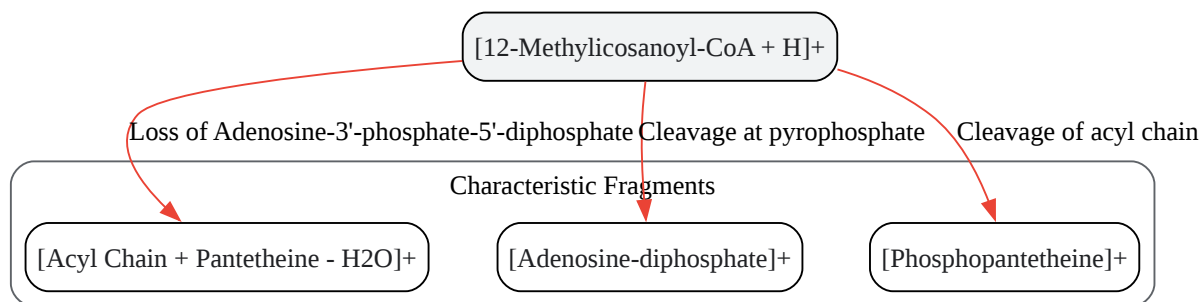 [12-Methylicosanoyl-CoA + H]+
Loss of Adenosine-3'-phosphate-5'-diphosphate
Cleavage at pyrophosphate
Cleavage of acyl chain
Characteristic Fragments
[Acyl Chain + Pantetheine - H2O]+
[Adenosine-diphosphate]+
[Phosphopantetheine]+